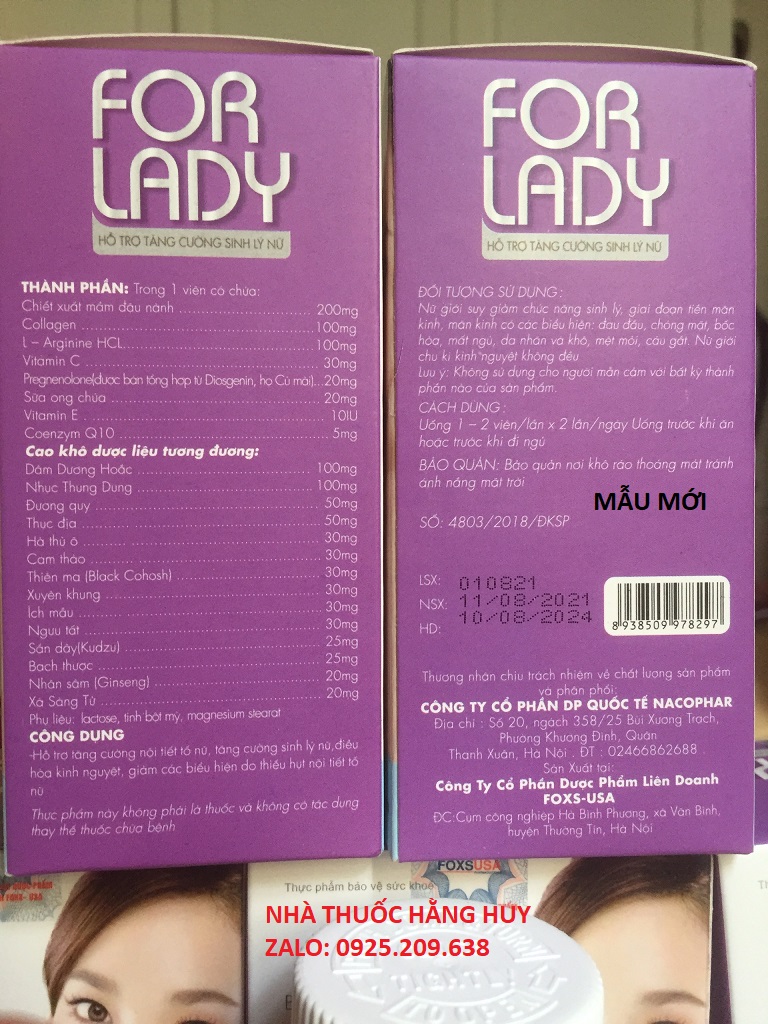 FOR
LADY
HỖ TRỢ TĂNG CƯỜNG SINH LÝ NỮ
THÀNH PHẦN: Trong 1 viên có chứa:
Chiết xuất mầm đậu nành 200mg
Collagen 100mg
L – Arginine HCL 100mg
Vitamin C 30mg
Pregnenolone(được bán tổng hợp từ Diosgenin, họ Củ mài) 20mg
Sữa ong chúa 20mg
Vitamin E 10IU
Coenzym Q10 5mg
Cao khô dược liệu tương đương:
Dâm Dương Hoắc 100mg
Nhục Thung Dung 100mg
Đương quy 50mg
Thục địa 50mg
Hà thủ ô 30mg
Cam thảo 30mg
Thiên ma (Black Cohosh) 30mg
Xuyên khung 30mg
Ích mẫu 30mg
Ngưu tất 30mg
Sắn dây(Kudzu) 25mg
Bạch thược 25mg
Nhân sâm (Ginseng) 20mg
Xà Sàng Tử 20mg
Phụ liệu: lactose, tinh bột mỳ, magnesium stearat
CÔNG DỤNG
-Hỗ trợ tăng cường nội tiết tố nữ, tăng cường sinh lý nữ,điều
hòa kinh nguyệt, giảm các biểu hiện do thiếu hụt nội tiết tố
nữ
Thực phẩm này không phải là thuốc và không có tác dụng
thay thế thuốc chữa bệnh
FOR
LADY
HỖ TRỢ TĂNG CƯỜNG SINH LÝ NỮ
ĐỐI TƯỢNG SỬ DỤNG:
Nữ giới suy giảm chức năng sinh lý, giai đoạn tiền mãn
kinh, mãn kinh có các biểu hiện: đau đầu, chóng mặt, bốc
hỏa, mất ngủ, da nhăn và khô, mệt mỏi, cáu gắt. Nữ giới
chu kì kinh nguyệt không đều
Lưu ý: Không sử dụng cho người mẫn cảm với bất kỳ thành
phần nào của sản phẩm.
CÁCH DÙNG:
Uống 1 – 2 viên/lần x 2 lần/ngày Uống trước khi ăn
hoặc trước khi đi ngủ
BẢO QUẢN: Bảo quản nơi khô ráo thoáng mát tránh
ánh nắng mặt trời
MẪU MỚI
SỐ: 4803/2018/ĐKSP
LSX: 010821
NSX: 11/08/2021
HD: 10/08/2024
8 938509 978297
Thương nhân chịu trách nhiệm về chất lượng sản phẩm
và phân phối:
CÔNG TY CỔ PHẦN DP QUỐC TẾ NACOPHAR
Địa chỉ : Số 20, ngách 358/25 Bùi Xương Trạch,
Phường Khương Đình, Quận
Thanh Xuân, Hà Nội . ĐT : 02466862688 .
Sản Xuất tại:
Công Ty Cổ Phần Dược Phẩm Liên Doanh
FOXS-USA
ĐC:Cụm công nghiệp Hà Bình Phương, xã Văn Bình,
huyện Thường Tín, Hà Nội
FOXSUSA
Thực phẩm bảo vệ sức khỏe
NHÀ THUỐC HẰNG HÚY
ZALO: 0925.209.638
TIGHTLY